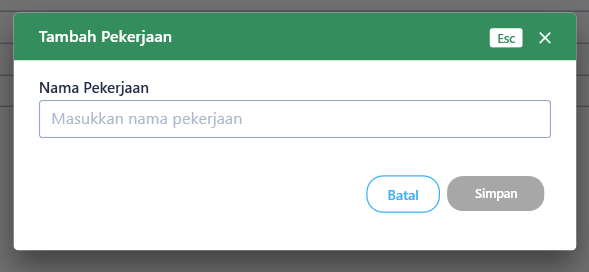 Tambah Pekerjaan
Esc
Nama Pekerjaan
Masukkan nama pekerjaan
Batal
Simpan